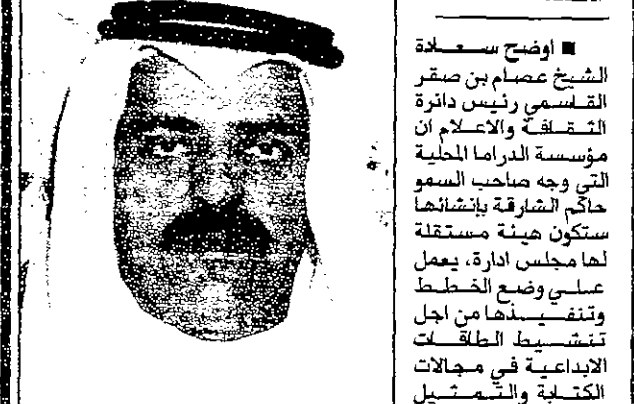 ■ اوضح سعادة
الشيخ عصام بن صقر
القاسمي رئيس دائرة
الثقافة والاعلام ان
مؤسسة الدراما المحلية
التي وجه صاحب السمو
حاكم الشارقة بإنشائها
ستكون هيئة مستقلة
لها مجلس ادارة، يعمل
على وضع الخطط
وتنفيذها من اجل
تنشيط الطاقات
الابداعية في مجالات
الكتابة والتمثيل